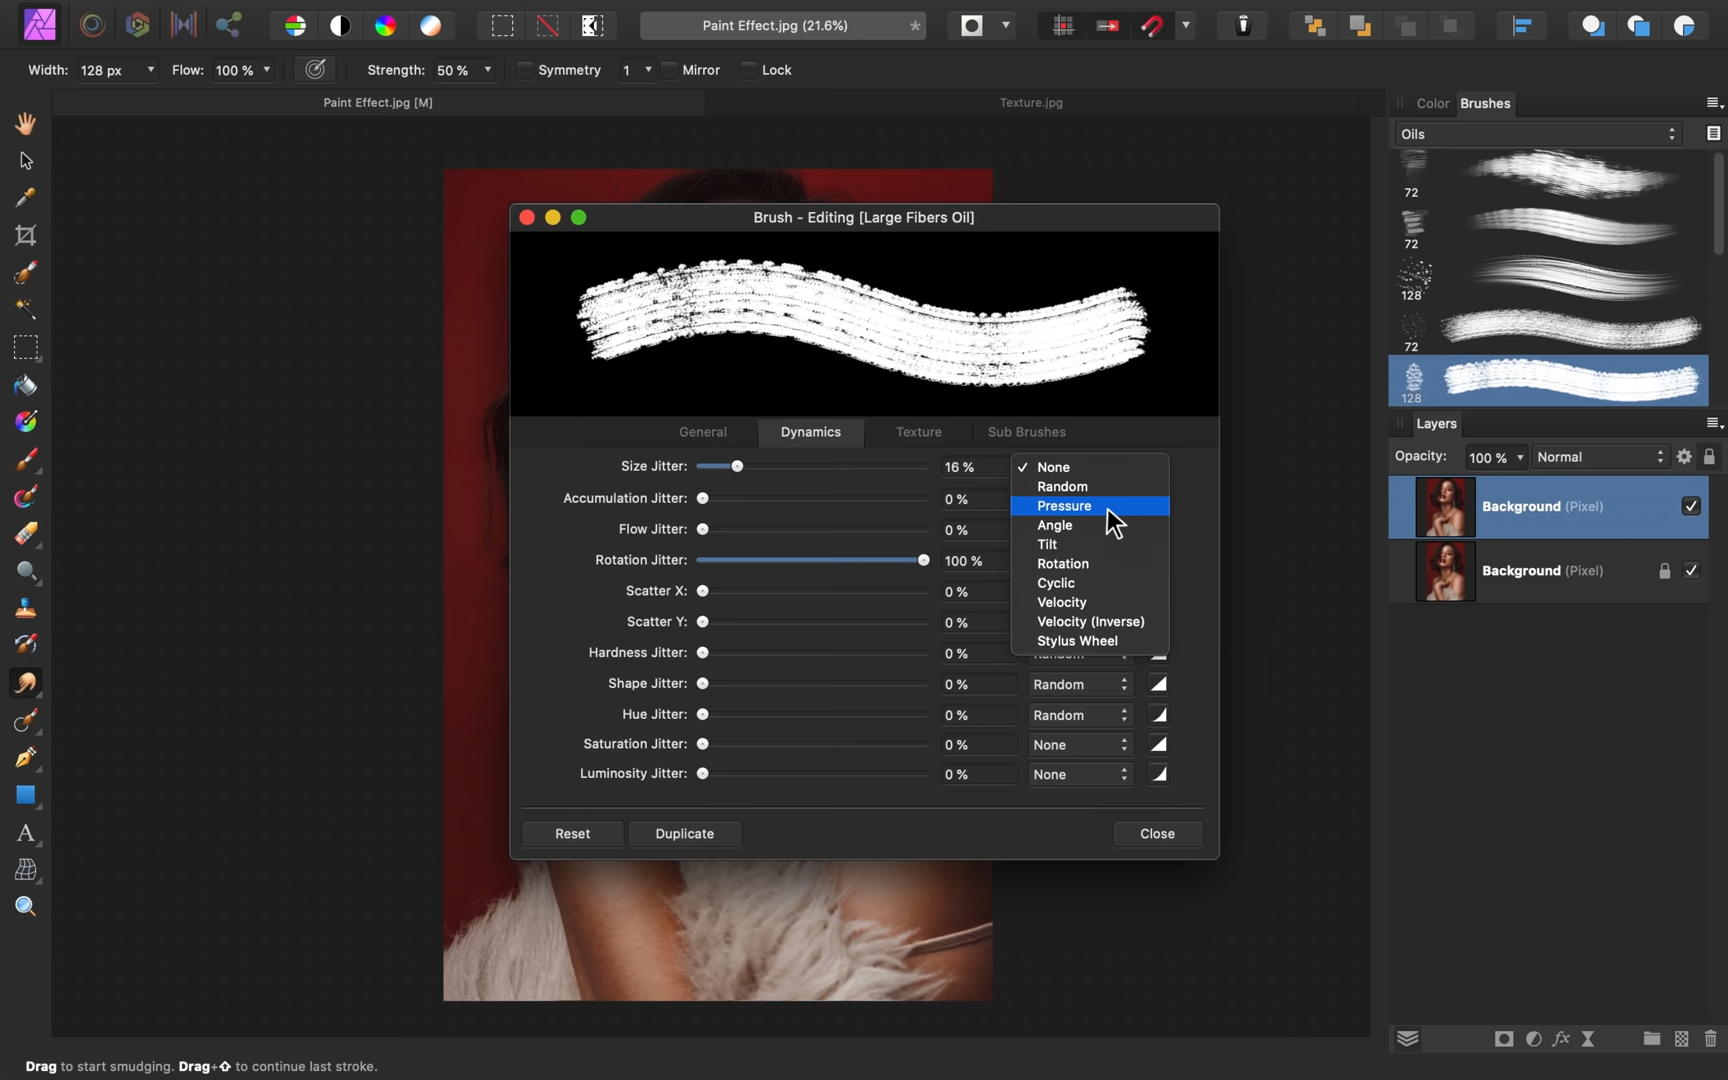 Paint Effect.jpg (21.6%)
*
Width: 128 px Flow: 100 % Strength: 50 % Symmetry 1 Mirror Lock
Paint Effect.jpg [M]
Texture.jpg
Color Brushes
Oils
72
72
128
72
128
Brush - Editing [Large Fibers Oil]
General Dynamics Texture Sub Brushes
Size Jitter: 16 %
Accumulation Jitter: 0 %
Flow Jitter: 0 %
Rotation Jitter: 100 %
Scatter X: 0 %
Scatter Y: 0 %
Hardness Jitter: 0 %
Shape Jitter: 0 % Random
Hue Jitter: 0 % Random
Saturation Jitter: 0 % None
Luminosity Jitter: 0 % None
✓ None
Random
Pressure
Angle
Tilt
Rotation
Cyclic
Velocity
Velocity (Inverse)
Stylus Wheel
Reset Duplicate Close
Layers
Opacity: 100 % Normal
Background (Pixel)
Background (Pixel)
A
fx
Drag to start smudging. Drag+⇧ to continue last stroke.